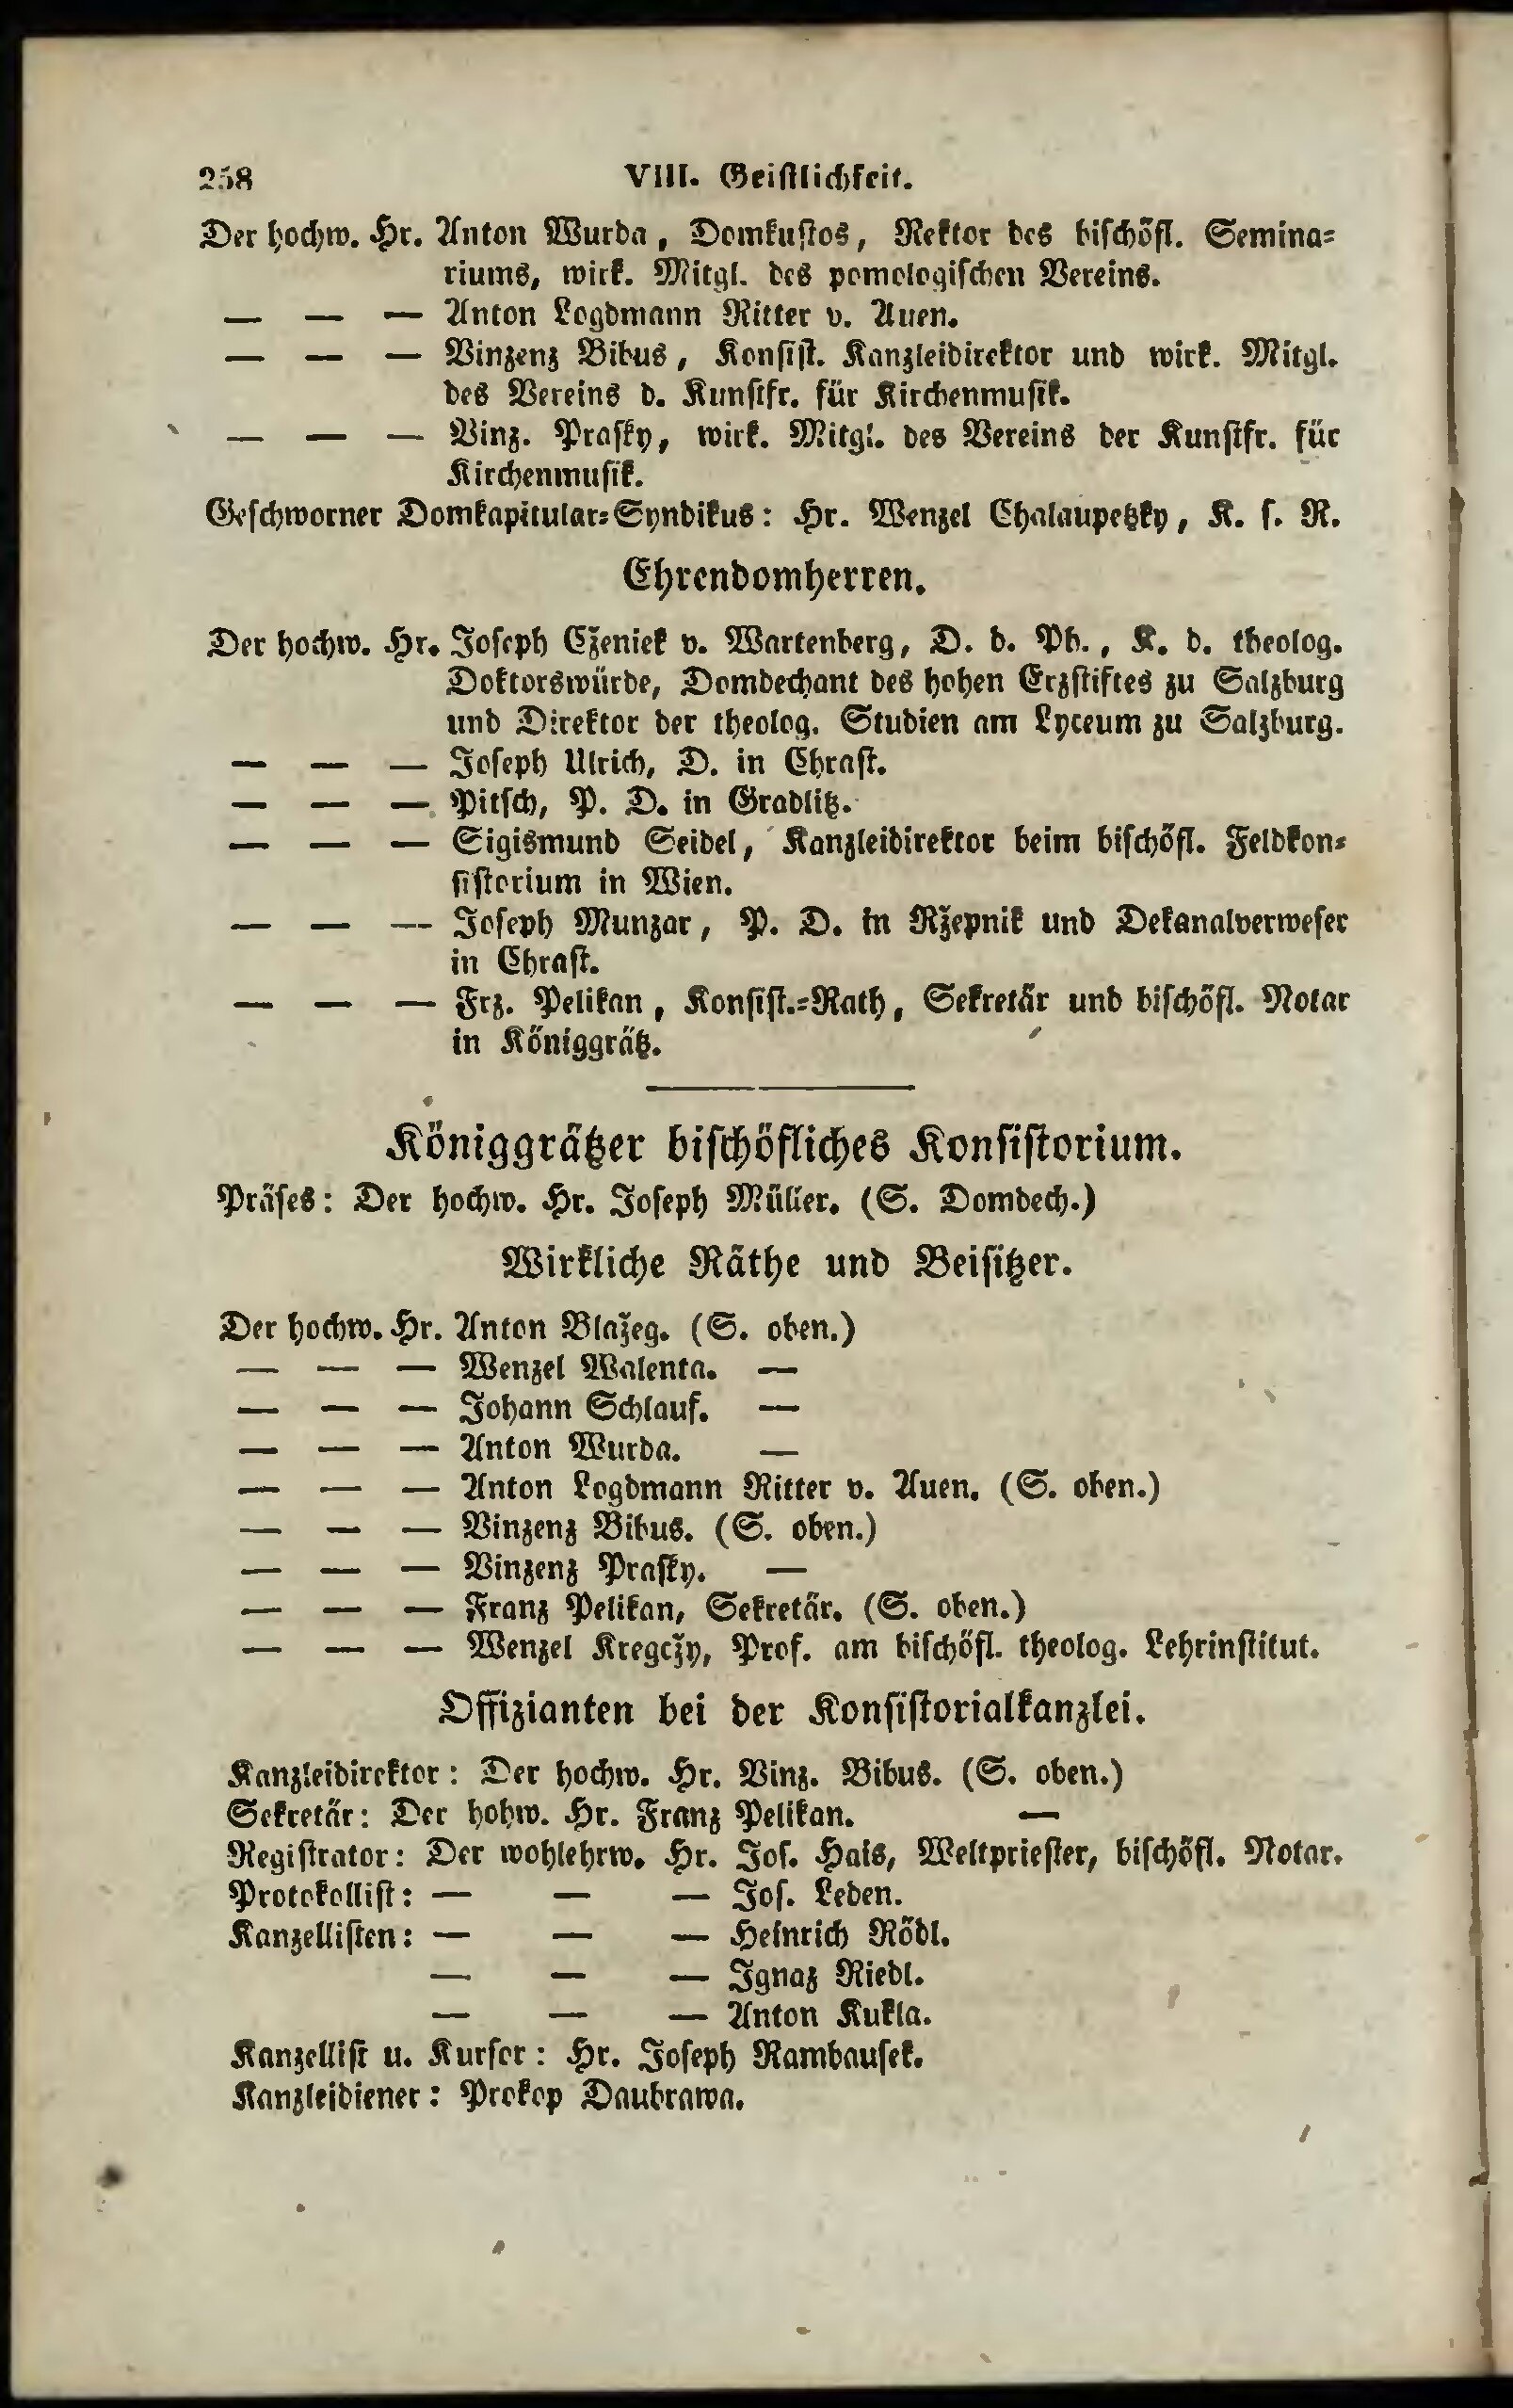 258 VIII. Geistlichkeit.
Der hochw. Hr. Anton Wurda, Domkustos, Rektor des bischöfl. Semina=
riums, wirk. Mitgl. des pomologischen Vereins.
— — — Anton Logdmann Ritter v. Auen.
— — — Vinzenz Bibus, Konsist. Kanzleidirektor und wirk. Mitgl.
des Vereins d. Kunstfr. für Kirchenmusik.
— — — Vinz. Prasky, wirk. Mitgl. des Vereins der Kunstfr. für
Kirchenmusik.
Geschworner Domkapitular=Syndikus: Hr. Wenzel Chalaupetzky, K. s. R.
Ehrendomherren.
Der hochw. Hr. Joseph Cženiek v. Wartenberg, D. d. Ph., K. d. theolog.
Doktorswürde, Domdechant des hohen Erzstiftes zu Salzburg
und Direktor der theolog. Studien am Lyceum zu Salzburg.
— — — Joseph Ulrich, D. in Chrast.
— — — Pitsch, P. D. in Gradlitz.
— — — Sigismund Seidel, Kanzleidirektor beim bischöfl. Feldkon=
sistorium in Wien.
— — — Joseph Munzar, P. D. in Ržepnik und Dekanalverweser
in Chrast.
— — — Frz. Pelikan, Konsist.=Rath, Sekretär und bischöfl. Notar
in Königgrätz.
Königgrätzer bischöfliches Konsistorium.
Präses: Der hochw. Hr. Joseph Müller. (S. Domdech.)
Wirkliche Räthe und Beisitzer.
Der hochw. Hr. Anton Blažeg. (S. oben.)
— — — Wenzel Walenta. —
— — — Johann Schlauf. —
— — — Anton Wurda. —
— — — Anton Logdmann Ritter v. Auen. (S. oben.)
— — — Vinzenz Bibus. (S. oben.)
— — — Vinzenz Prasky. —
— — — Franz Pelikan, Sekretär. (S. oben.)
— — — Wenzel Kregcžy, Prof. am bischöfl. theolog. Lehrinstitut.
Offizianten bei der Konsistorialkanzlei.
Kanzleidirektor: Der hochw. Hr. Vinz. Bibus. (S. oben.)
Sekretär: Der hohw. Hr. Franz Pelikan. —
Registrator: Der wohlehrw. Hr. Jos. Hais, Weltpriester, bischöfl. Notar.
Protokollist: — — — Jos. Leden.
Kanzellisten: — — — Heinrich Rödl.
— — — Ignaz Riedl.
— — — Anton Kukla.
Kanzellist u. Kursor: Hr. Joseph Rambausek.
Kanzleidiener: Prokop Daubrawa.